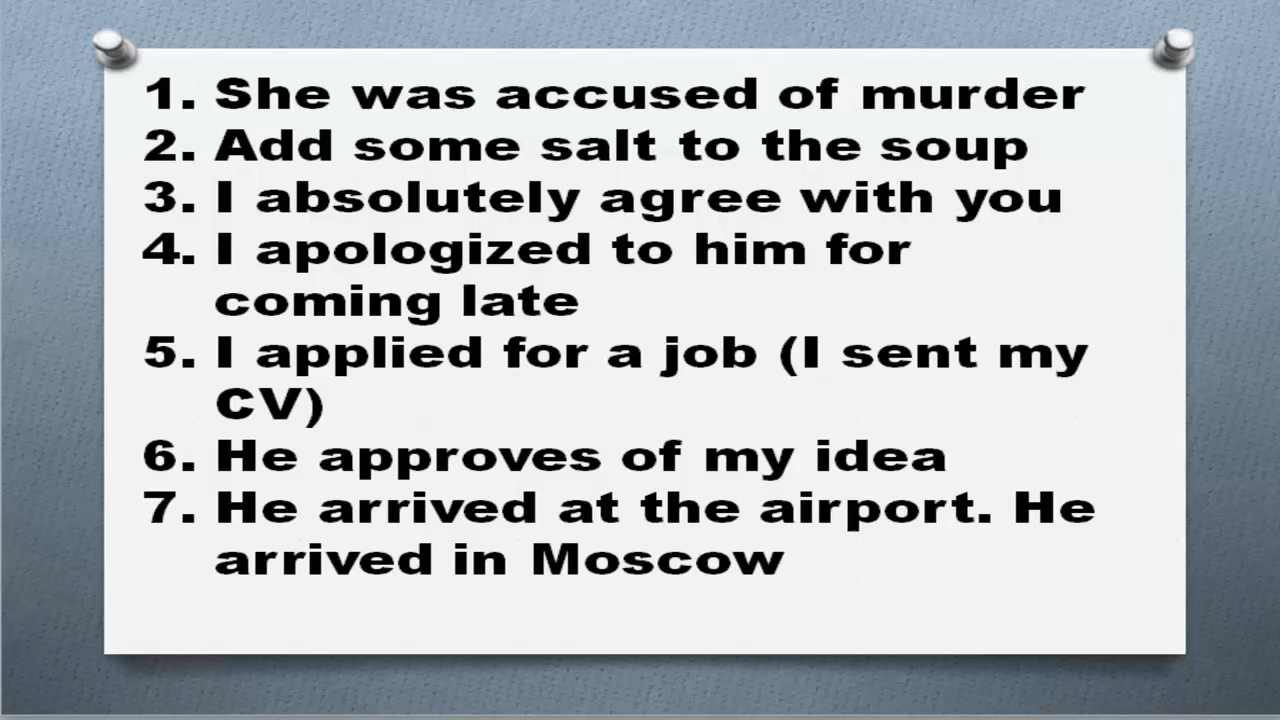 1. She was accused of murder
2. Add some salt to the soup
3. I absolutely agree with you
4. I apologized to him for
coming late
5. I applied for a job (I sent my
CV)
6. He approves of my idea
7. He arrived at the airport. He
arrived in Moscow